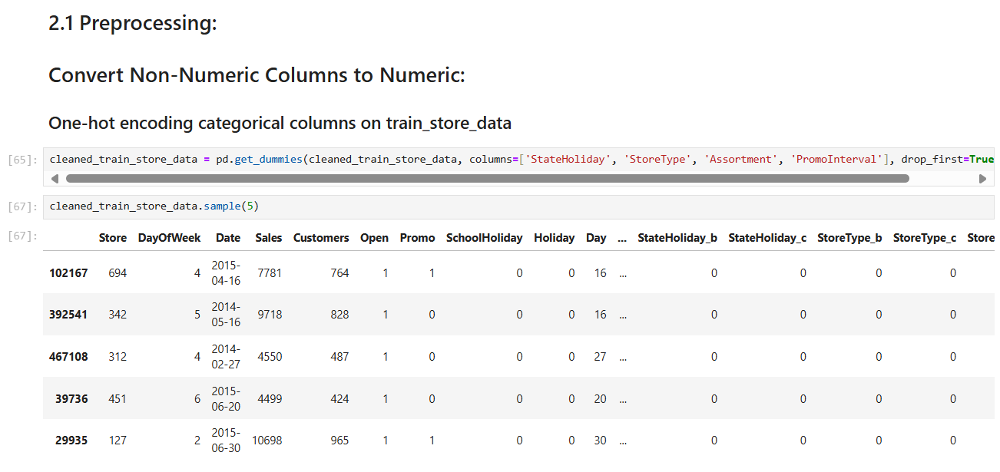 2.1 Preprocessing:
Convert Non-Numeric Columns to Numeric:
One-hot encoding categorical columns on train_store_data
[65]: cleaned_train_store_data = pd.get_dummies(cleaned_train_store_data, columns=['StateHoliday', 'StoreType', 'Assortment', 'PromoInterval'], drop_first=True
[67]: cleaned_train_store_data.sample(5)
[67]: Store DayOfWeek Date Sales Customers Open Promo SchoolHoliday Holiday Day ... StateHoliday_b StateHoliday_c StoreType_b StoreType_c Store
102167 694 4 2015-04-16 7781 764 1 1 0 0 16 ... 0 0 0 0
392541 342 5 2014-05-16 9718 828 1 0 0 0 16 ... 0 0 0 0
467108 312 4 2014-02-27 4550 487 1 0 0 0 27 ... 0 0 0 0
39736 451 6 2015-06-20 4499 424 1 0 0 0 20 ... 0 0 0 0
29935 127 2 2015-06-30 10698 965 1 1 0 0 30 ... 0 0 0 0